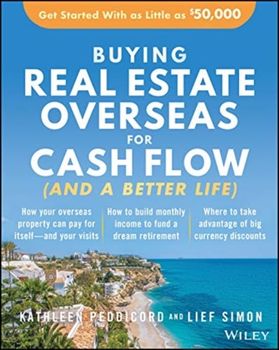 Get Started With as Little as $50,000
BUYING
REAL ESTATE
OVERSEAS
FOR
CASH FLOW
(AND A BETTER LIFE)
How your overseas
property can pay for
itself—and your visits
How to build monthly
income to fund a
dream retirement
Where to take
advantage of big
currency discounts
KATHLEEN PEDDICORD AND LIEF SIMON
WILEY